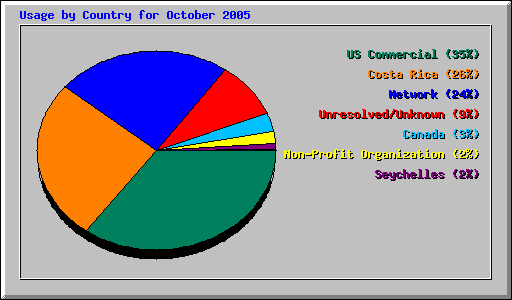 Usage by Country for October 2005
US Commercial (35%)
Costa Rica (26%)
Network (24%)
Unresolved/Unknown (9%)
Canada (3%)
Non-Profit Organization (2%)
Seychelles (2%)